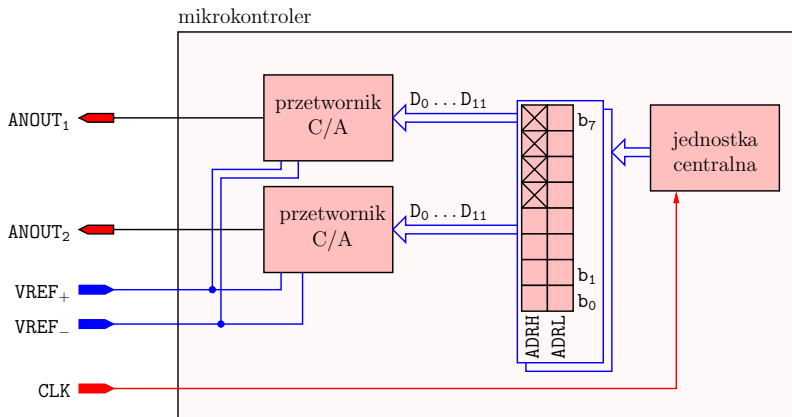 mikrokontroler
przetwornik
C/A
D₀ ... D₁₁
b₇
jednostka
centralna
ANOUT₁
przetwornik
C/A
D₀ ... D₁₁
ANOUT₂
b₁
VREF₊
b₀
VREF₋
ADRH
ADRL
CLK